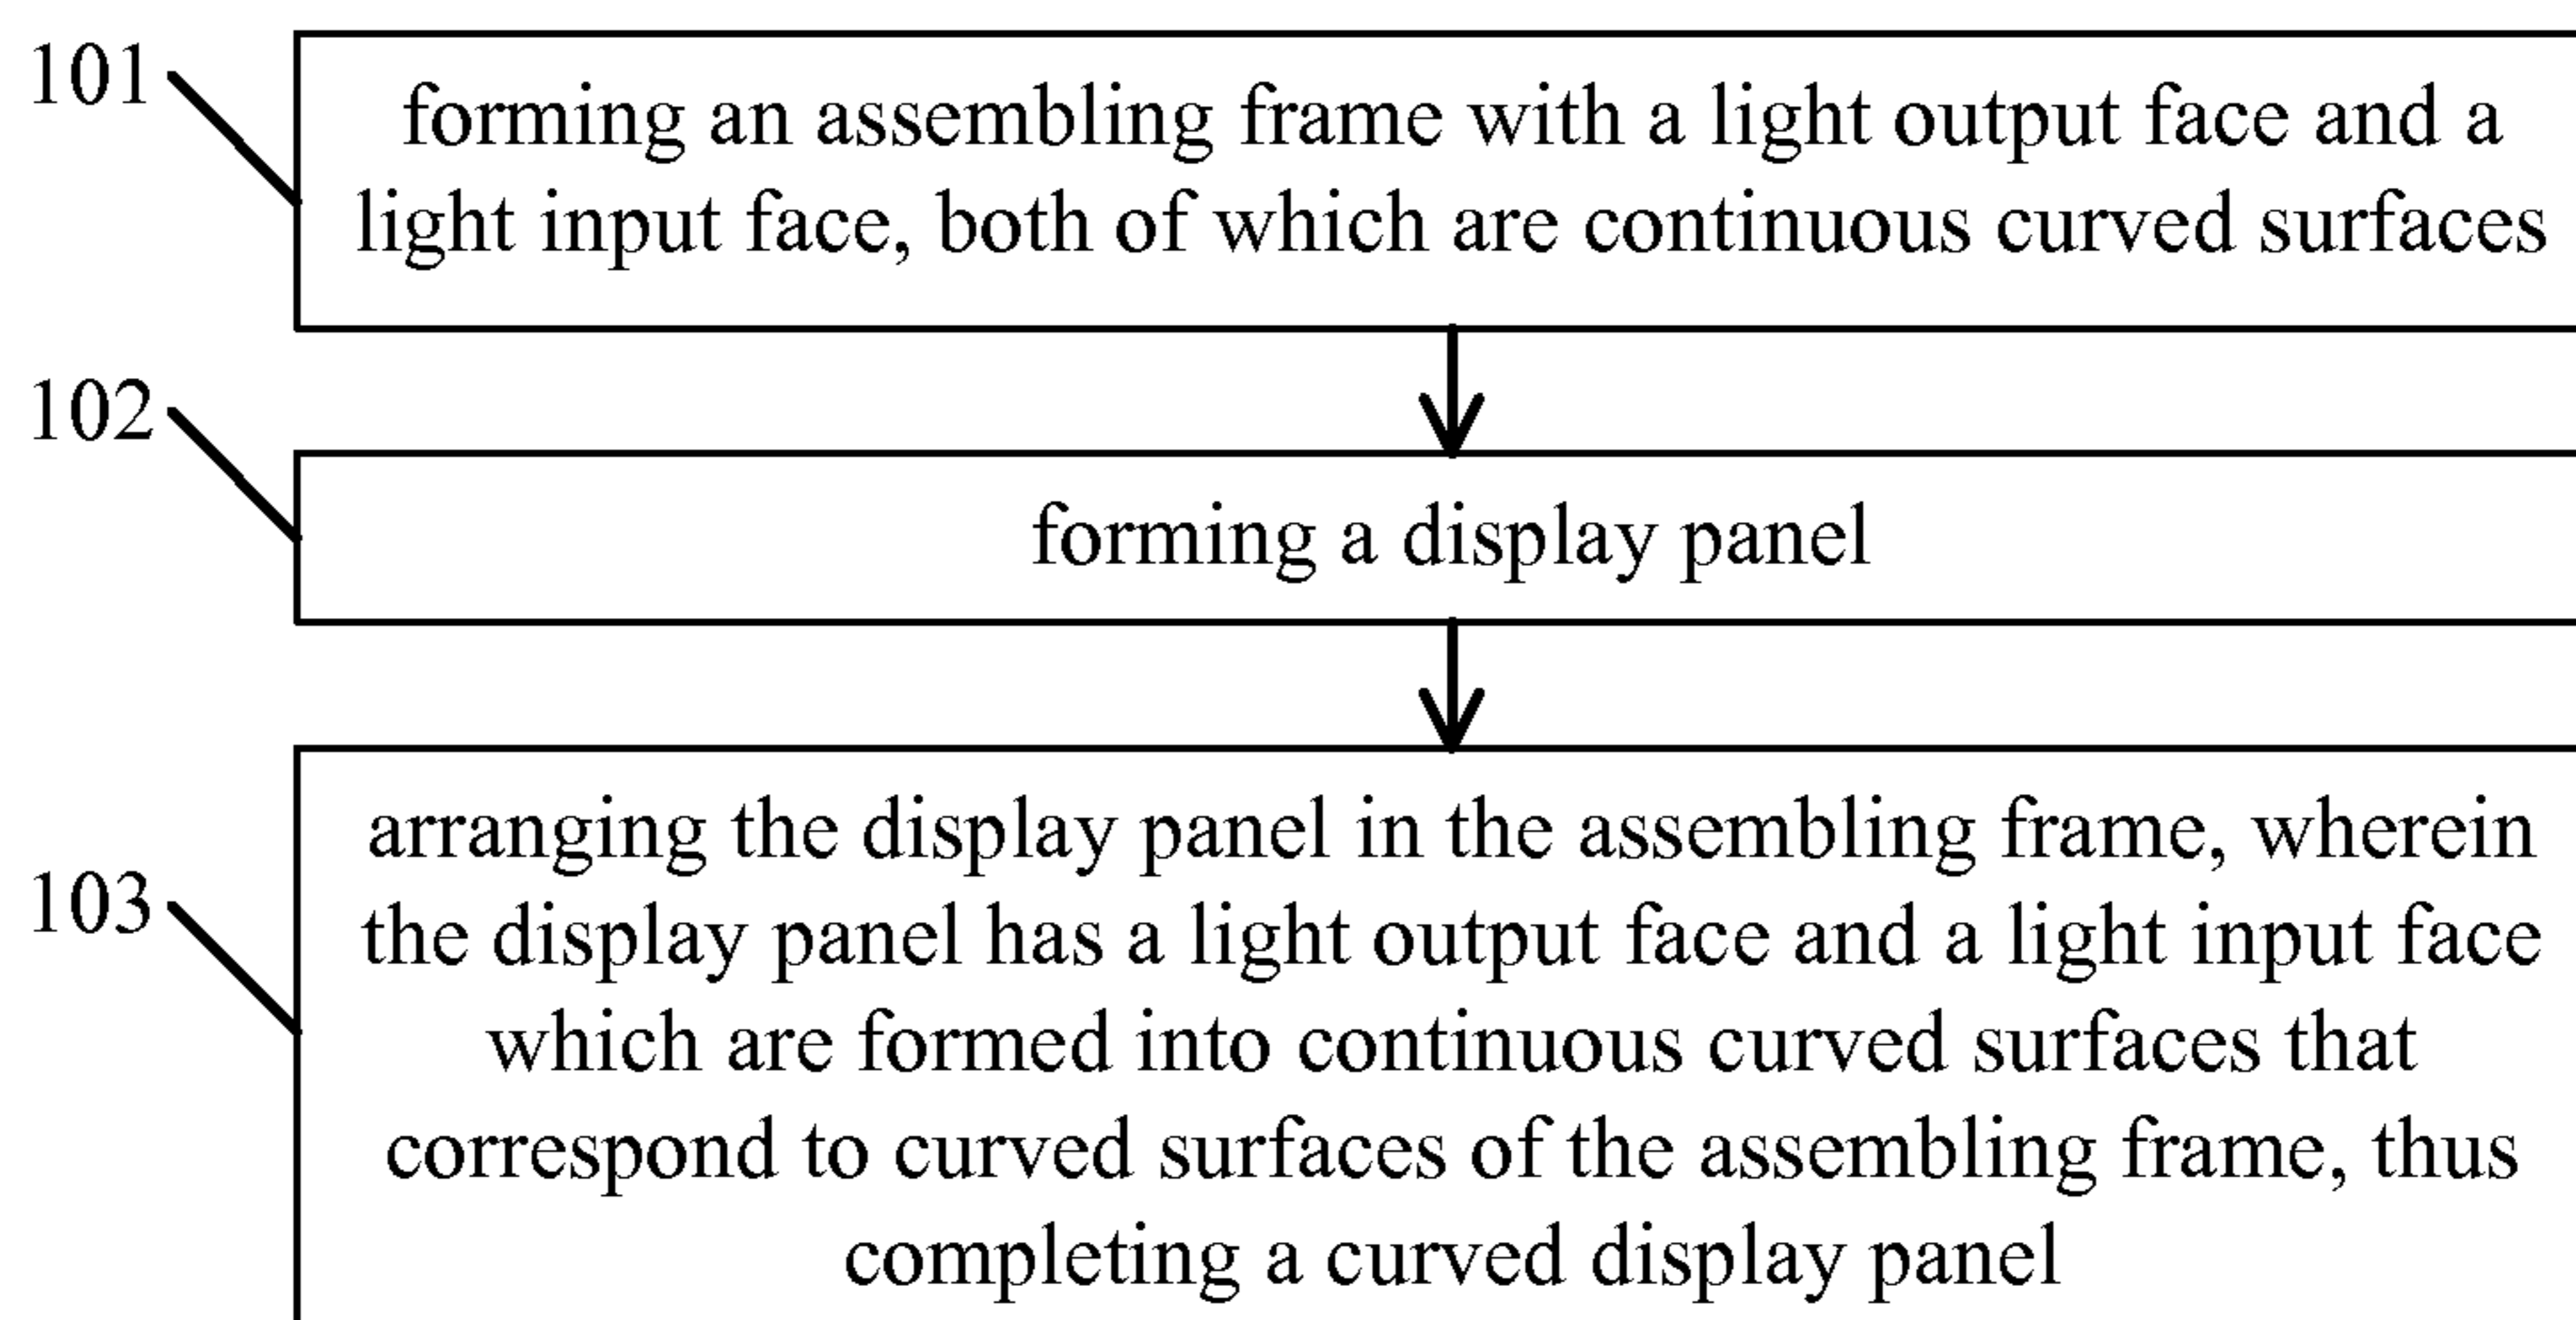 101
forming an assembling frame with a light output face and a
light input face, both of which are continuous curved surfaces
102
forming a display panel
103
arranging the display panel in the assembling frame, wherein
the display panel has a light output face and a light input face
which are formed into continuous curved surfaces that
correspond to curved surfaces of the assembling frame, thus
completing a curved display panel